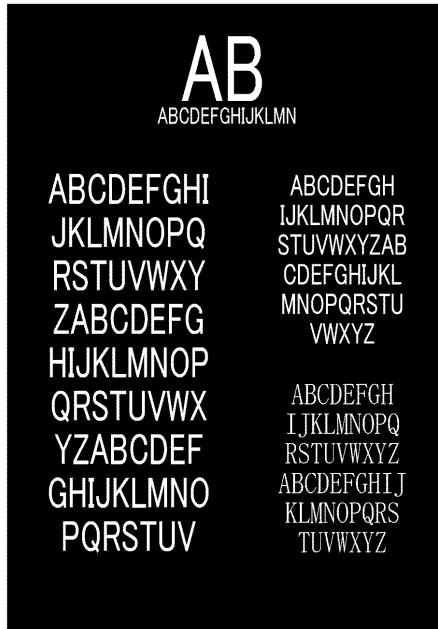 AB
ABCDEFGHIJKLMN
ABCDEFGHI
JKLMNOPQ
RSTUVWXY
ZABCDEFG
HIJKLMNOP
QRSTUVWX
YZABCDEF
GHIJKLMNO
PQRSTUV
ABCDEFGH
IJKLMNOPQR
STUVWXYZAB
CDEFGHIJKL
MNOPQRSTU
VWXYZ
ABCDEFGH
IJKLMNOPQ
RSTUVWXYZ
ABCDEFGHIJ
KLMNOPQRS
TUVWXYZ